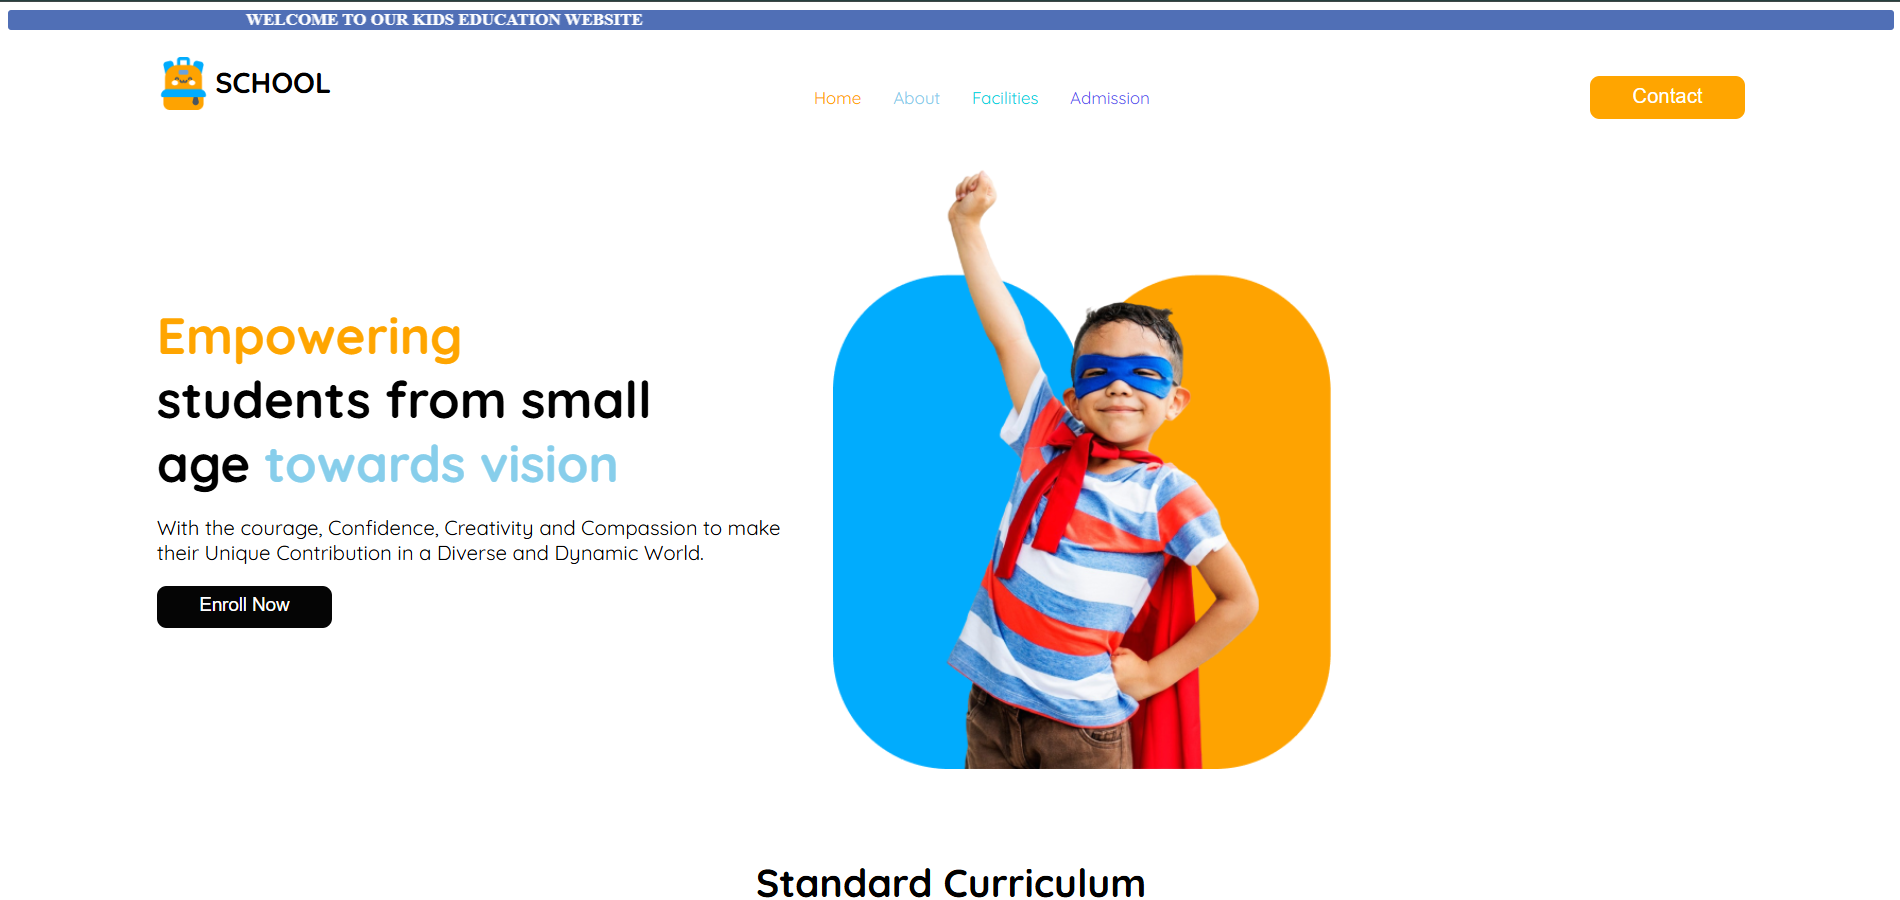 WELCOME TO OUR KIDS EDUCATION WEBSITE
SCHOOL
Home About Facilities Admission
Contact
Empowering
students from small
age towards vision
With the courage, Confidence, Creativity and Compassion to make
their Unique Contribution in a Diverse and Dynamic World.
Enroll Now
Standard Curriculum